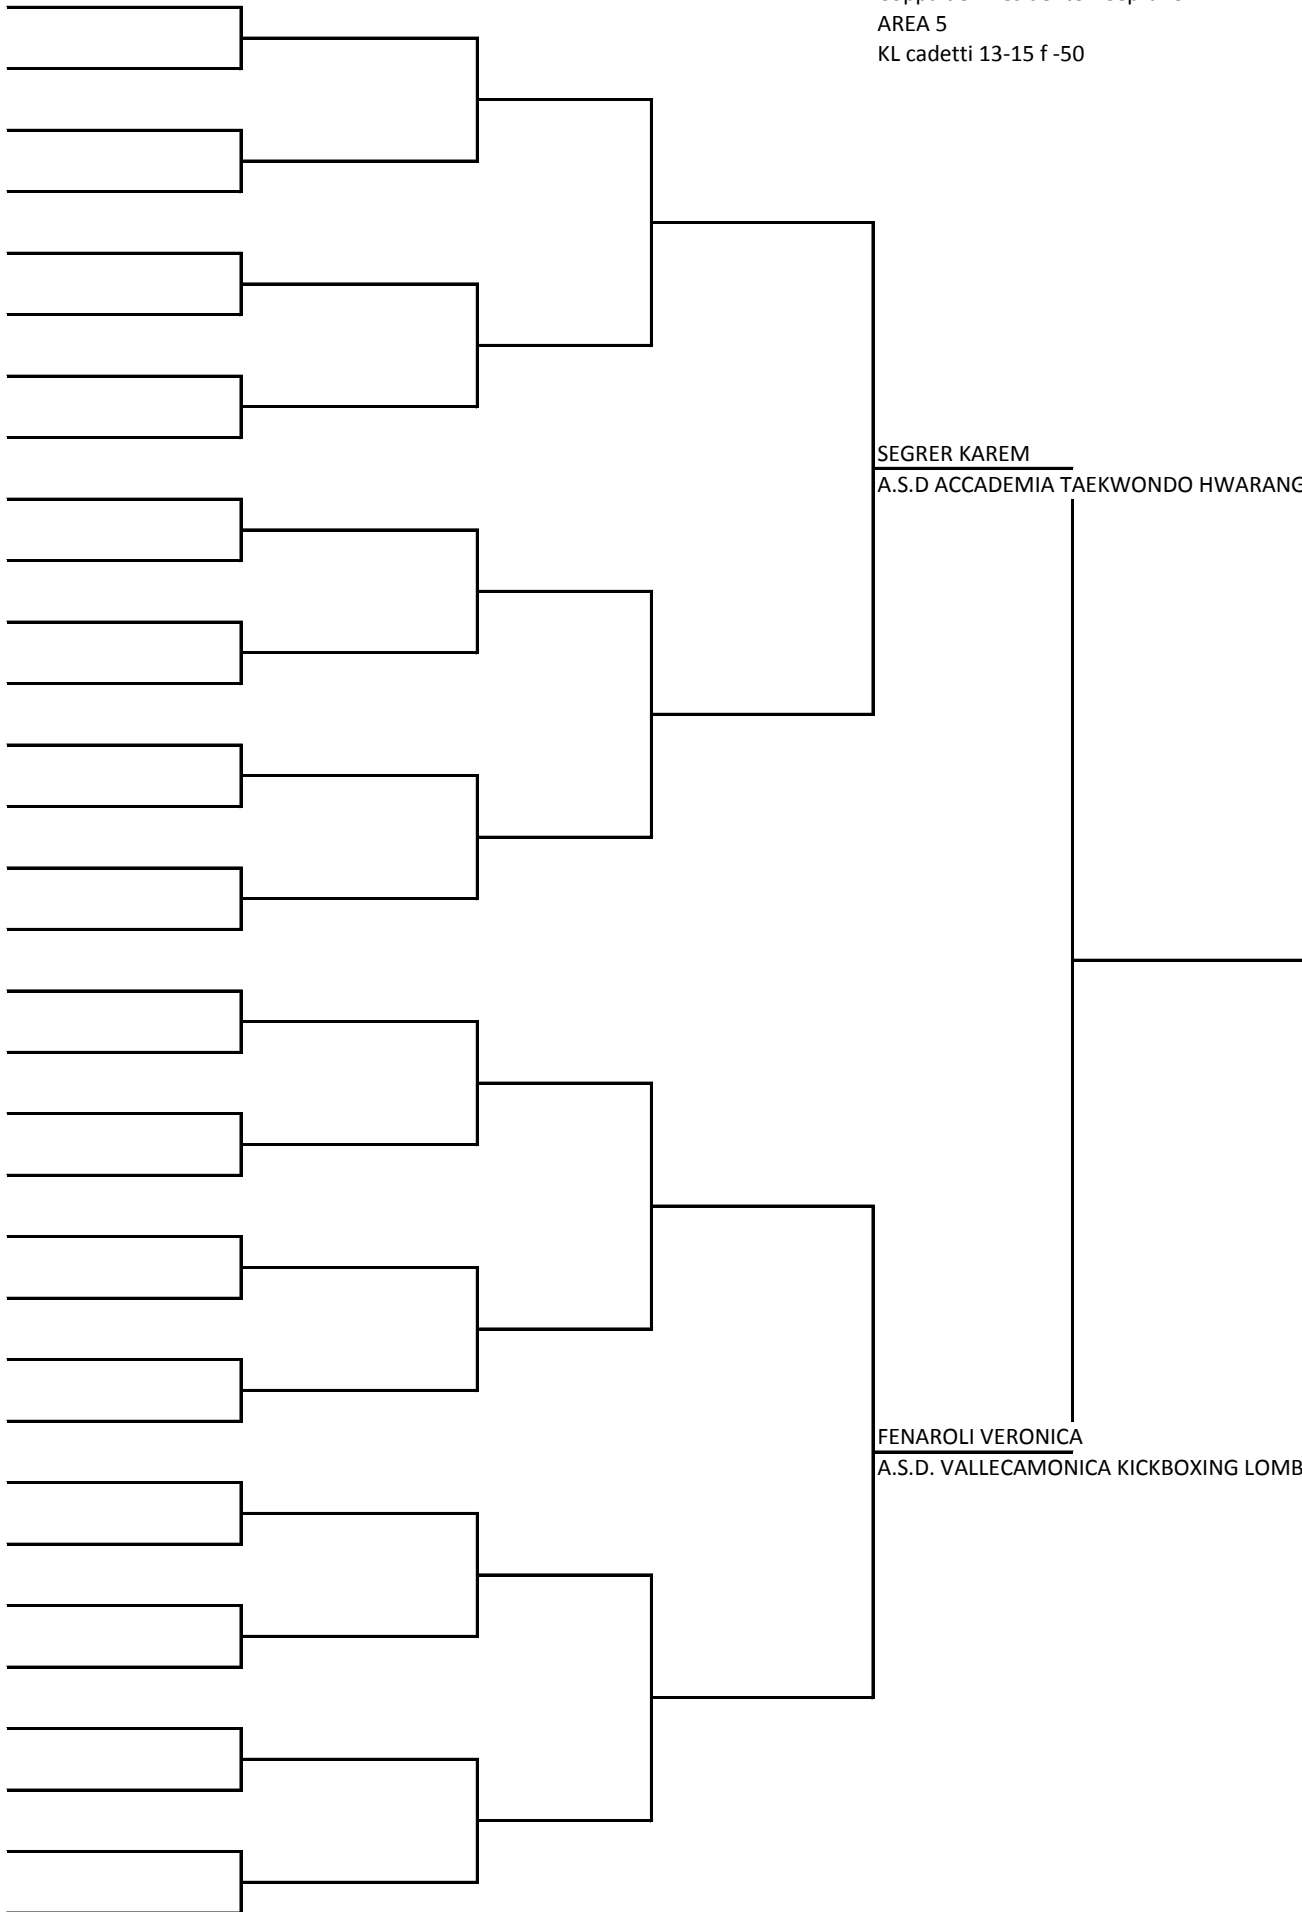 AREA 5
KL cadetti 13-15 f -50
SEGRER KAREM
A.S.D ACCADEMIA TAEKWONDO HWARANG
FENAROLI VERONICA
A.S.D. VALLECAMONICA KICKBOXING LOMB